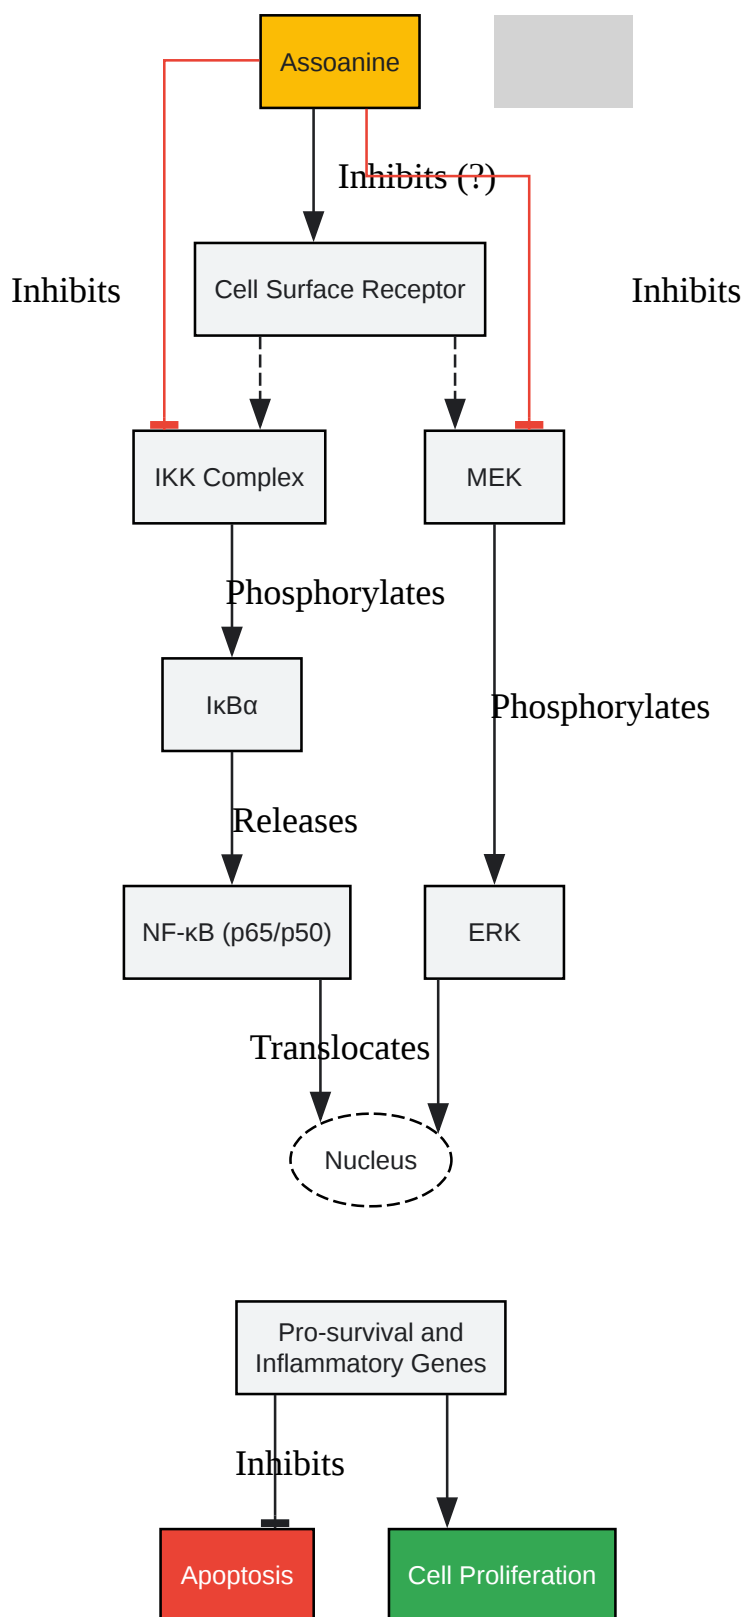 Assoanine
Inhibits (?)
Cell Surface Receptor
Inhibits
Inhibits
IKK Complex
MEK
Phosphorylates
IκBα
Phosphorylates
Releases
NF-κB (p65/p50)
ERK
Translocates
Nucleus
Pro-survival and
Inflammatory Genes
Inhibits
Apoptosis
Cell Proliferation